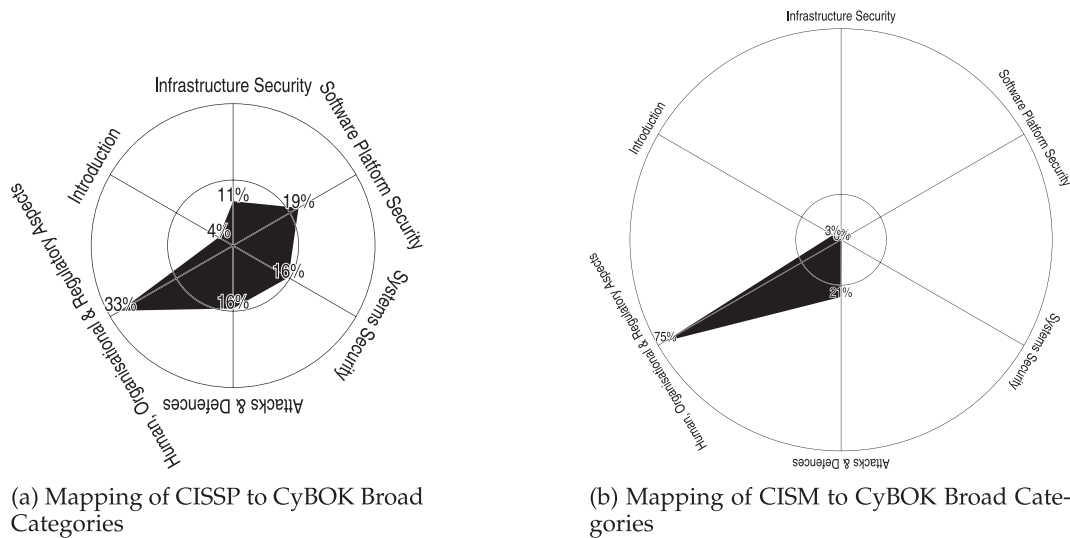 Infrastructure Security
Software Platform Security
Systems Security
Attacks & Defences
Human, Organisational & Regulatory Aspects
Introduction
11%
19%
16%
16%
33%
4%
(a) Mapping of CISSP to CyBOK Broad
Categories
Infrastructure Security
Software Platform Security
Systems Security
Attacks & Defences
Human, Organisational & Regulatory Aspects
Introduction
3%
21%
75%
(b) Mapping of CISM to CyBOK Broad Cate-
gories